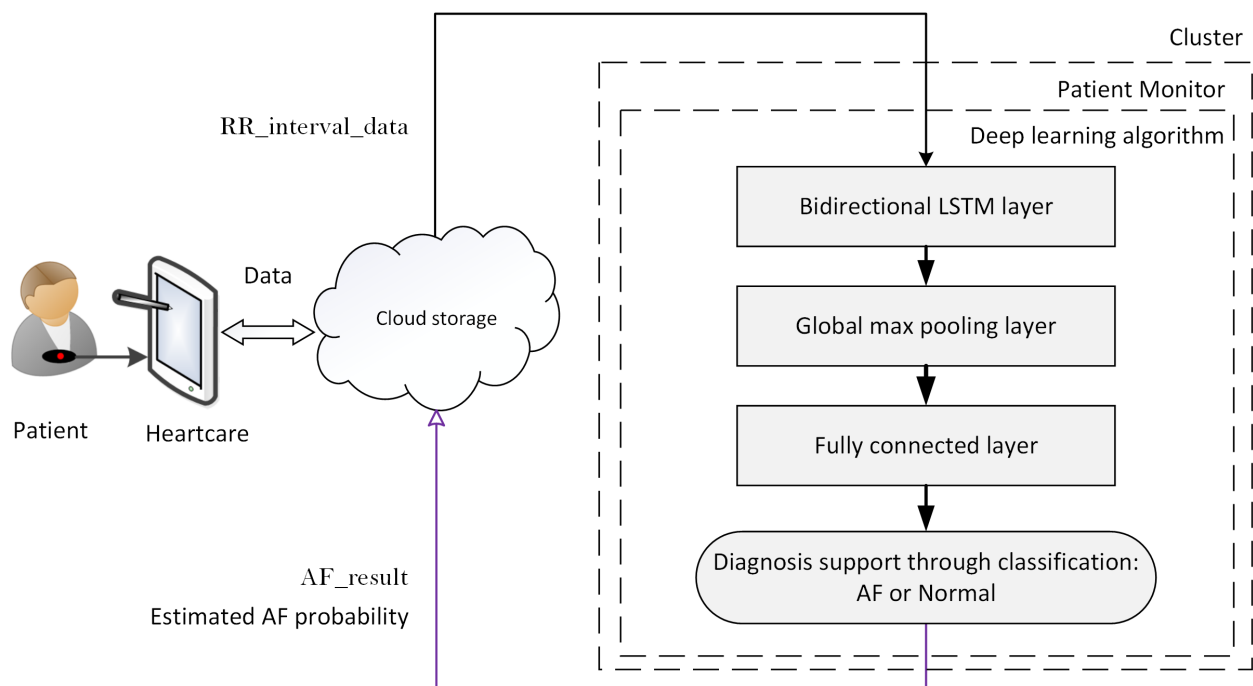 Cluster
Patient Monitor
RR_interval_data
Deep learning algorithm
Bidirectional LSTM layer
Data
Cloud storage
Global max pooling layer
Patient
Heartcare
Fully connected layer
Diagnosis support through classification:
AF or Normal
AF_result
Estimated AF probability